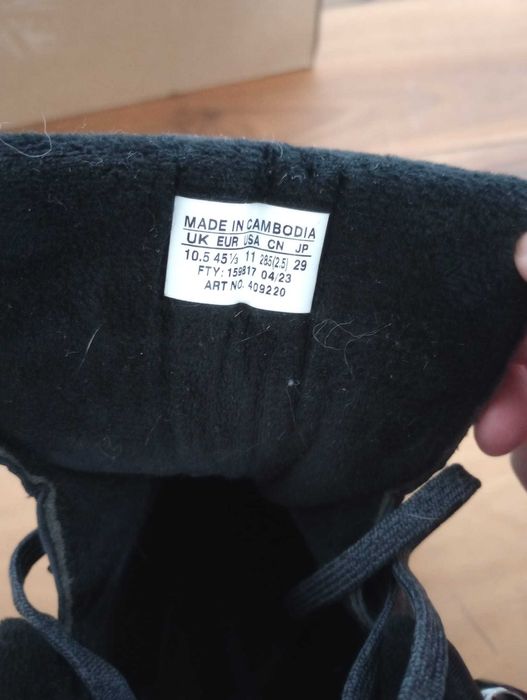 MADE IN CAMBODIA
UK EUR USA CN JP
10.5 45⅓ 11 285(2.5) 29
FTY: 159817 04/23
ART NO. 409220